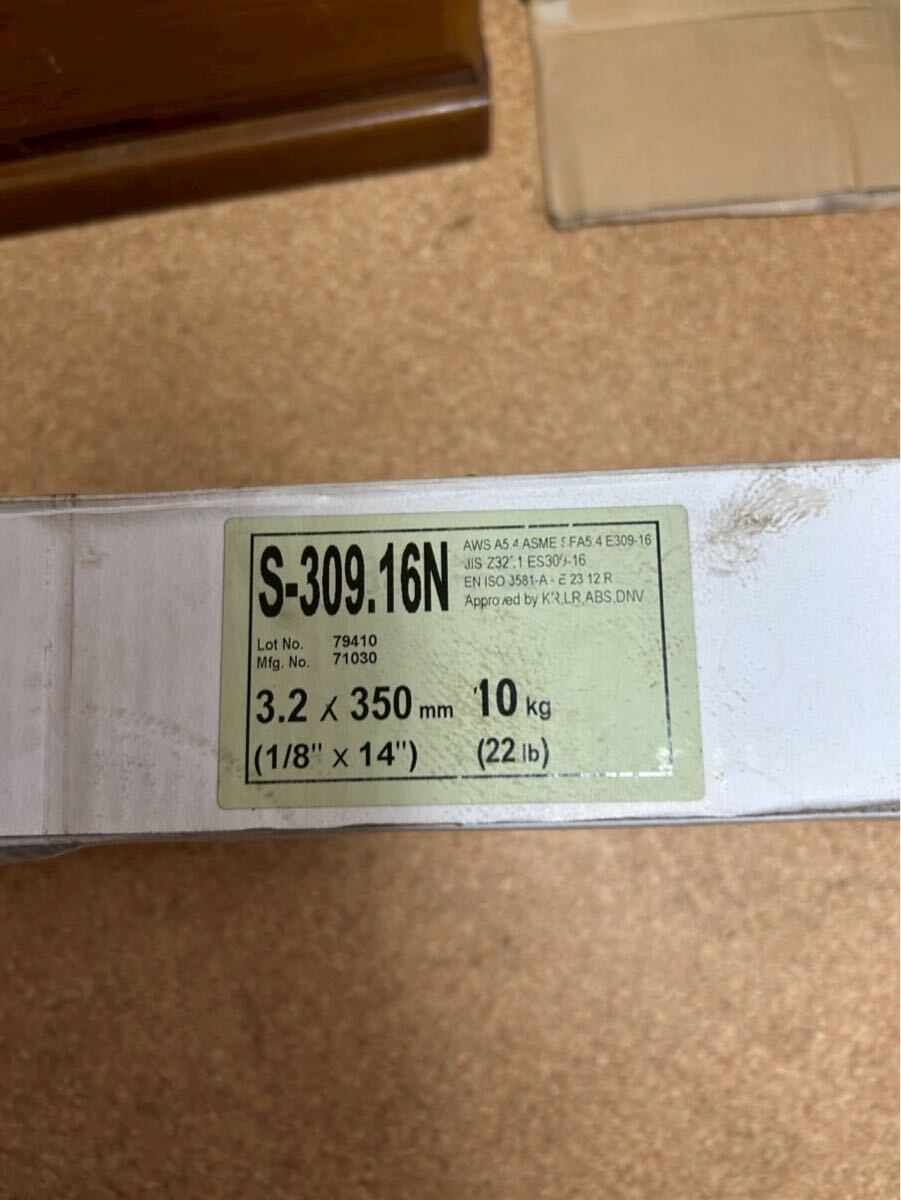 S-309.16N
AWS A5.4 ASME SFA5.4 E309-16
JIS Z3221 ES309-16
EN ISO 3581-A - E 23 12 R
Approved by KR,LR,ABS,DNV
Lot No. 79410
Mfg. No. 71030
3.2 x 350 mm 10 kg
(1/8" x 14") (22 lb)